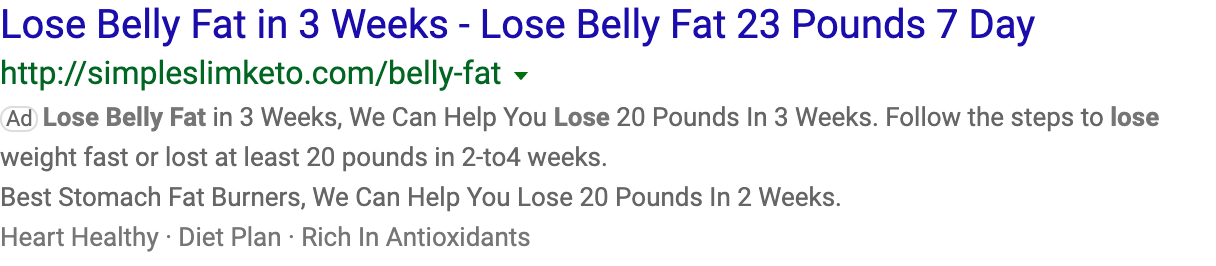 Lose Belly Fat in 3 Weeks - Lose Belly Fat 23 Pounds 7 Day
http://simpleslimketo.com/belly-fat
Ad Lose Belly Fat in 3 Weeks, We Can Help You Lose 20 Pounds In 3 Weeks. Follow the steps to lose
weight fast or lost at least 20 pounds in 2-to4 weeks.
Best Stomach Fat Burners, We Can Help You Lose 20 Pounds In 2 Weeks.
Heart Healthy · Diet Plan · Rich In Antioxidants